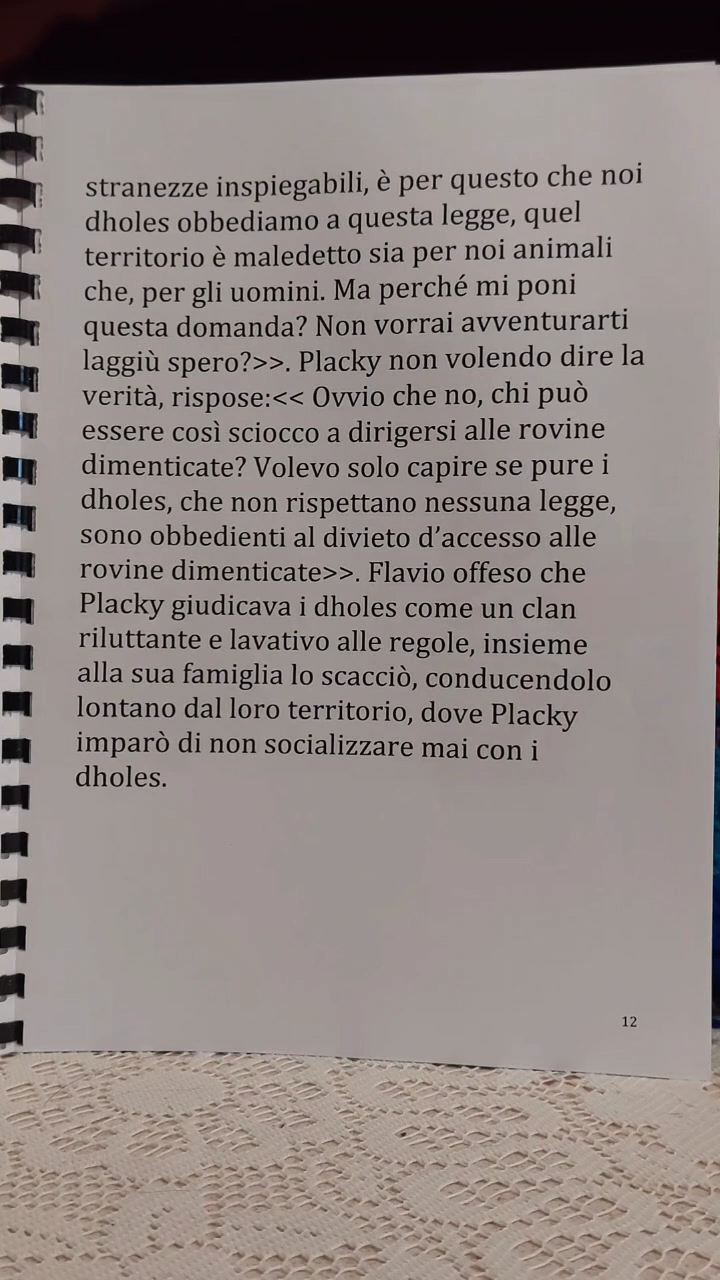 stranezze inspiegabili, è per questo che noi
dholes obbediamo a questa legge, quel
territorio è maledetto sia per noi animali
che, per gli uomini. Ma perché mi poni
questa domanda? Non vorrai avventurarti
laggiù spero?>>. Placky non volendo dire la
verità, rispose:<< Ovvio che no, chi può
essere così sciocco a dirigersi alle rovine
dimenticate? Volevo solo capire se pure i
dholes, che non rispettano nessuna legge,
sono obbedienti al divieto d’accesso alle
rovine dimenticate>>. Flavio offeso che
Placky giudicava i dholes come un clan
riluttante e lavativo alle regole, insieme
alla sua famiglia lo scacciò, conducendolo
lontano dal loro territorio, dove Placky
imparò di non socializzare mai con i
dholes.
12